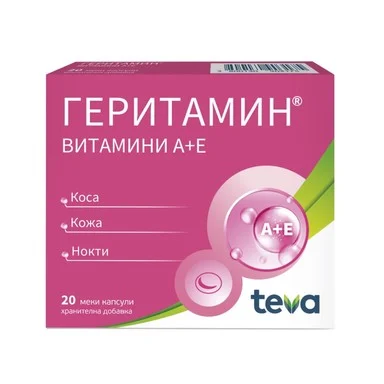 ГЕРИТАМИН®
ВИТАМИНИ А+Е
Коса
Кожа
Нокти
А+Е
20 меки капсули
хранителна добавка
teva